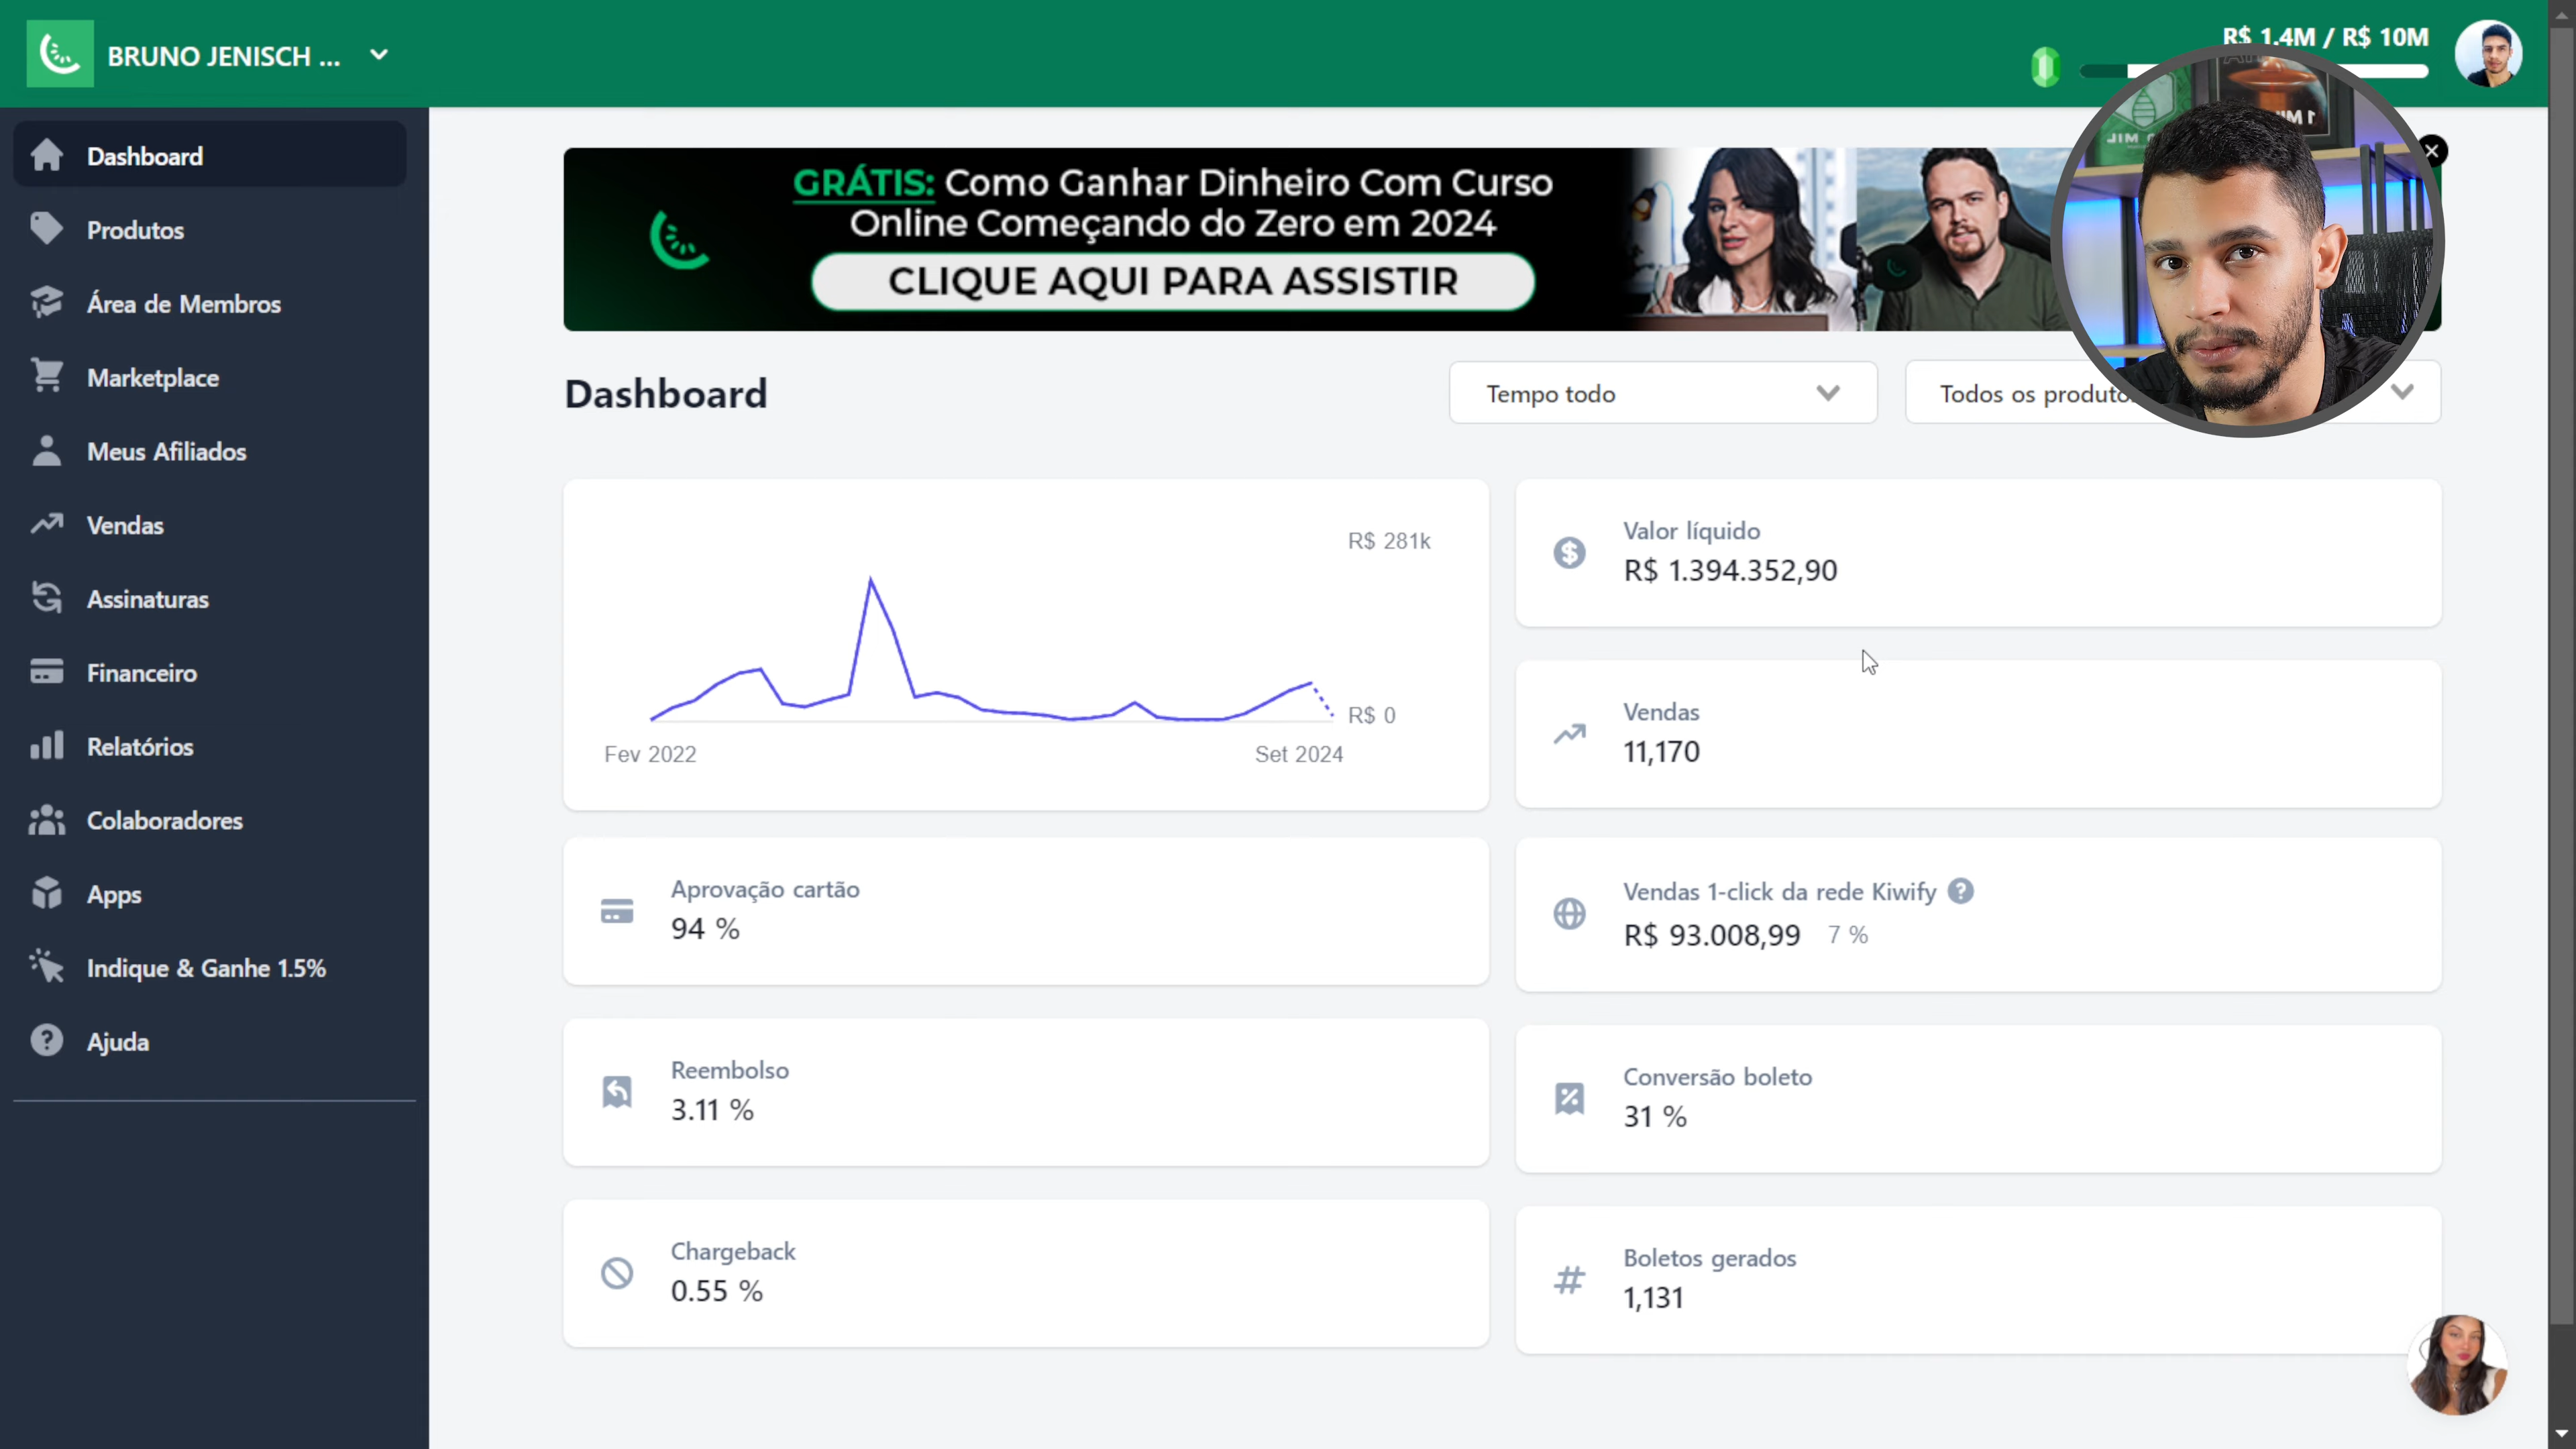 BRUNO JENISCH ...
R$ 1.4M / R$ 10M
Dashboard
Produtos
Área de Membros
Marketplace
Meus Afiliados
Vendas
Assinaturas
Financeiro
Relatórios
Colaboradores
Apps
Indique & Ganhe 1.5%
Ajuda
GRÁTIS: Como Ganhar Dinheiro Com Curso
Online Começando do Zero em 2024
CLIQUE AQUI PARA ASSISTIR
Dashboard
Tempo todo
Todos os produto
R$ 281k
R$ 0
Fev 2022
Set 2024
Valor líquido
R$ 1.394.352,90
Vendas
11,170
Aprovação cartão
94 %
Vendas 1-click da rede Kiwify ?
R$ 93.008,99 7 %
Reembolso
3.11 %
Conversão boleto
31 %
Chargeback
0.55 %
Boletos gerados
1,131